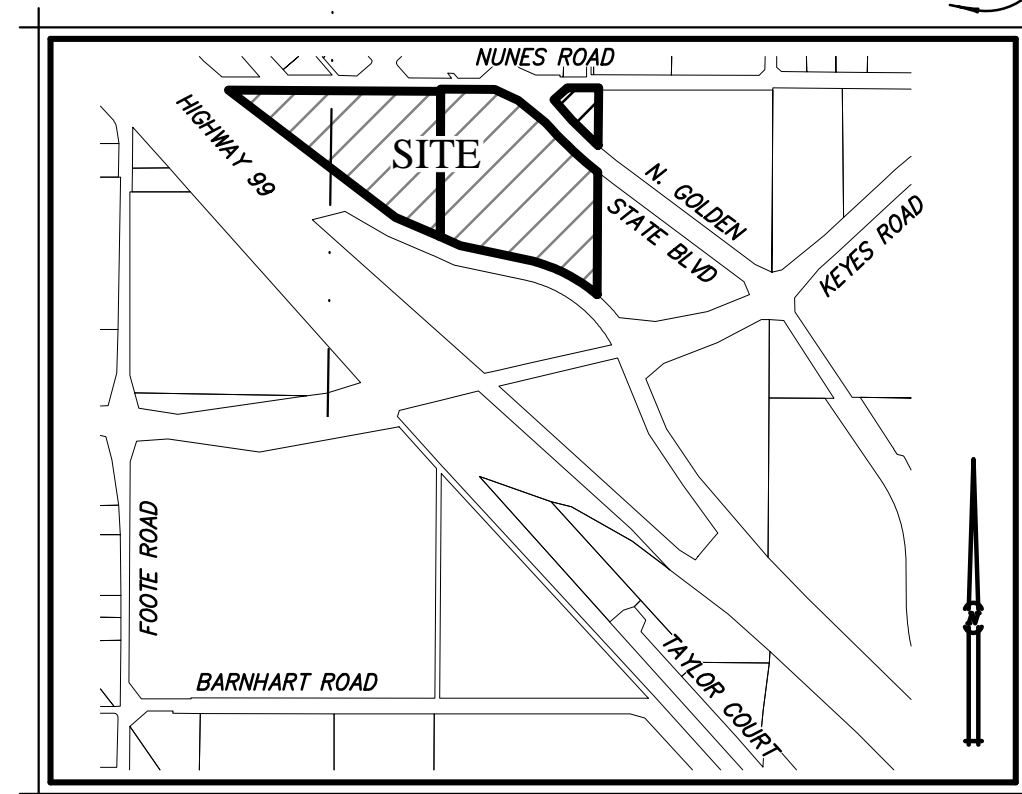 NUNES ROAD
HIGHWAY 99
SITE
N. GOLDEN
STATE BLVD
KEYES ROAD
FOOTE ROAD
N
BARNHART ROAD
TAYLOR COURT